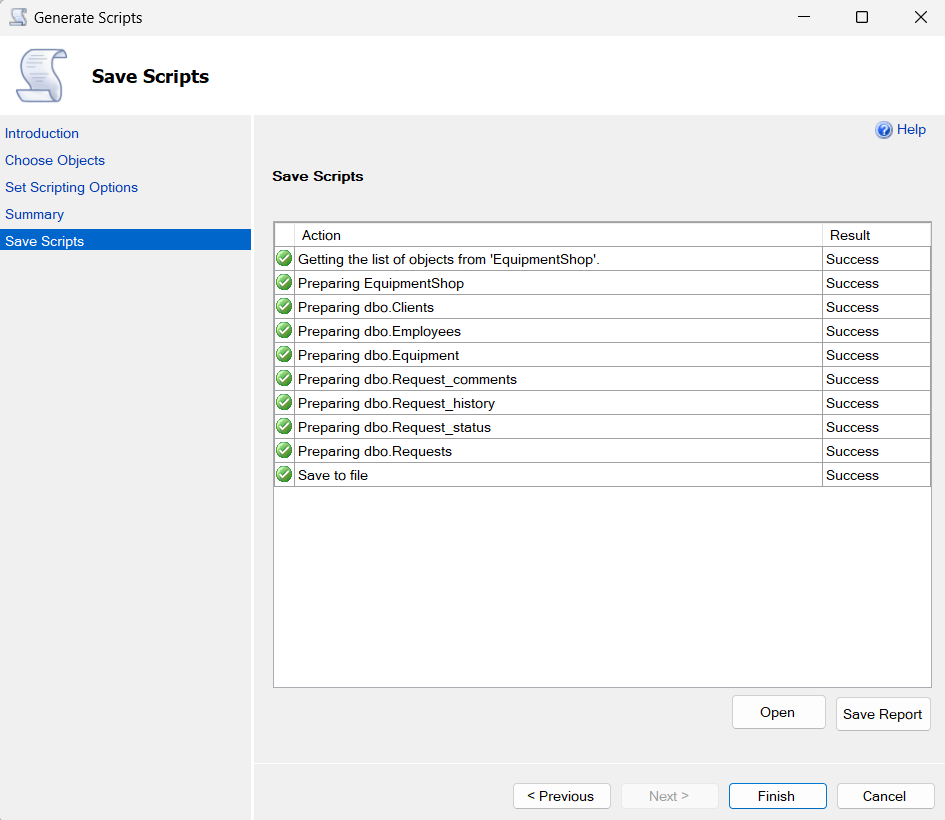 Generate Scripts
Save Scripts
Introduction
Choose Objects
Set Scripting Options
Summary
Save Scripts
Help
Save Scripts
Action Result
Getting the list of objects from 'EquipmentShop'. Success
Preparing EquipmentShop Success
Preparing dbo.Clients Success
Preparing dbo.Employees Success
Preparing dbo.Equipment Success
Preparing dbo.Request_comments Success
Preparing dbo.Request_history Success
Preparing dbo.Request_status Success
Preparing dbo.Requests Success
Save to file Success
Open Save Report
< Previous Next > Finish Cancel